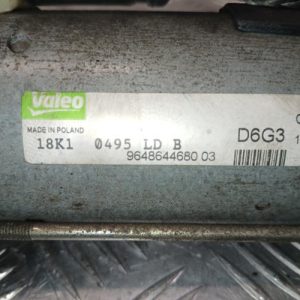 Valeo
MADE IN POLAND
18K1 0495 LD B
9648644680 03
D6G3